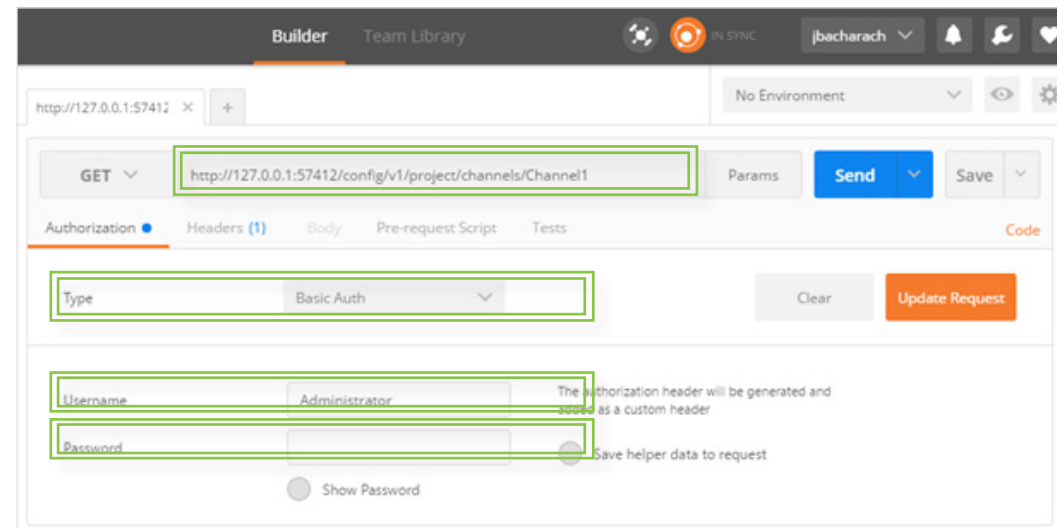 Builder Team Library IN SYNC jbacharach
http://127.0.0.1:57412 × + No Environment
GET http://127.0.0.1:57412/config/v1/project/channels/Channel1 Params Send Save
Authorization Headers (1) Body Pre-request Script Tests Code
Type Basic Auth Clear Update Request
Username Administrator
The authorization header will be generated and
added as a custom header
Password
Save helper data to request
Show Password